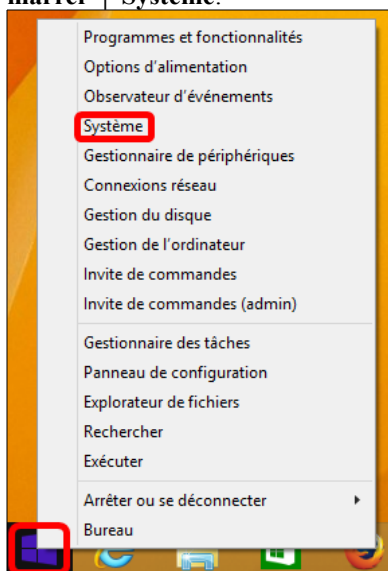 marrer | Système.
Programmes et fonctionnalités
Options d'alimentation
Observateur d'événements
Système
Gestionnaire de périphériques
Connexions réseau
Gestion du disque
Gestion de l'ordinateur
Invite de commandes
Invite de commandes (admin)
Gestionnaire des tâches
Panneau de configuration
Explorateur de fichiers
Rechercher
Exécuter
Arrêter ou se déconnecter
Bureau